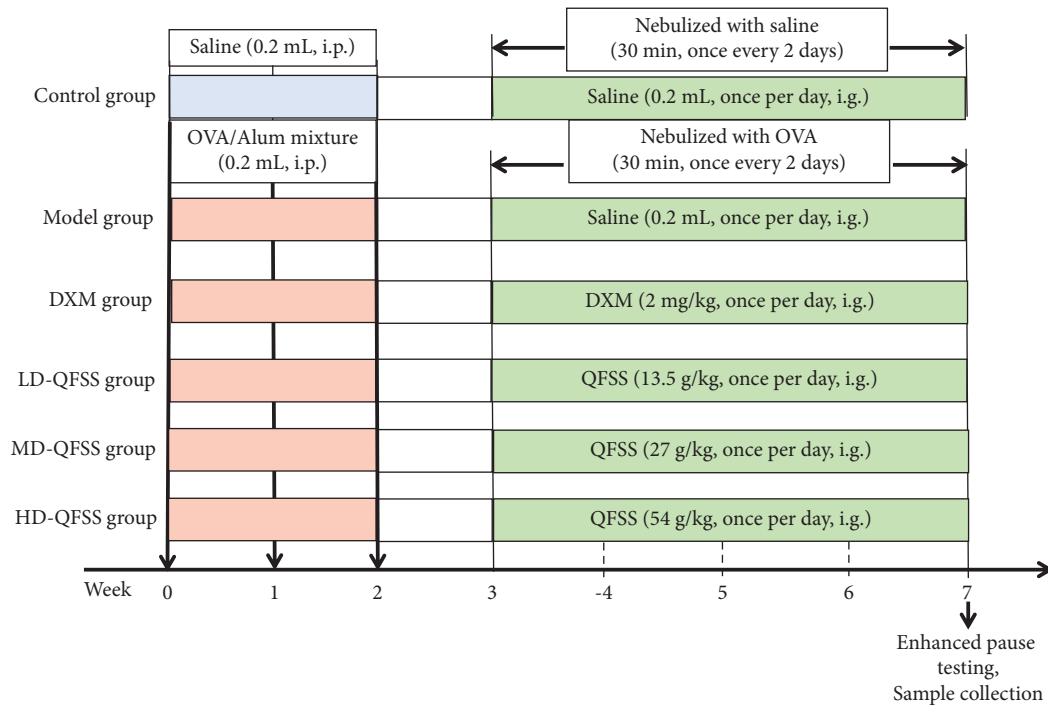 Saline (0.2 mL, i.p.)
Nebulized with saline
(30 min, once every 2 days)
Control group
Saline (0.2 mL, once per day, i.g.)
OVA/Alum mixture
(0.2 mL, i.p.)
Nebulized with OVA
(30 min, once every 2 days)
Model group
Saline (0.2 mL, once per day, i.g.)
DXM group
DXM (2 mg/kg, once per day, i.g.)
LD-QFSS group
QFSS (13.5 g/kg, once per day, i.g.)
MD-QFSS group
QFSS (27 g/kg, once per day, i.g.)
HD-QFSS group
QFSS (54 g/kg, once per day, i.g.)
Week 0 1 2 3 -4 5 6 7
Enhanced pause
testing,
Sample collection